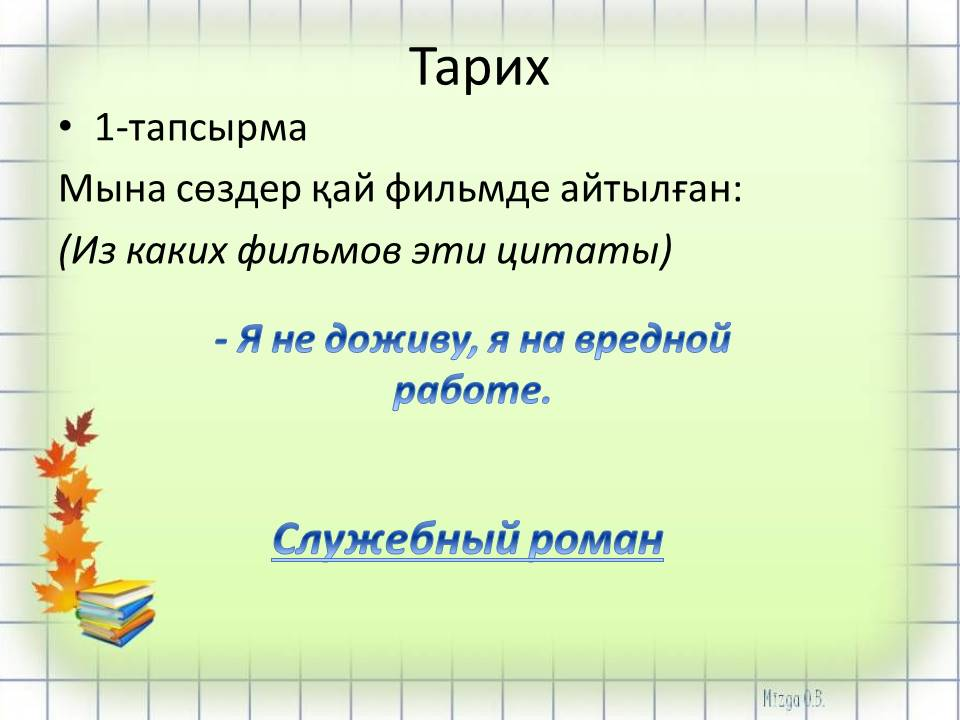 Тарих
• 1-тапсырма
Мына сөздер қай фильмде айтылған:
(Из каких фильмов эти цитаты)
- Я не доживу, я на вредной
работе.
Служебный роман
Mizga O.B.